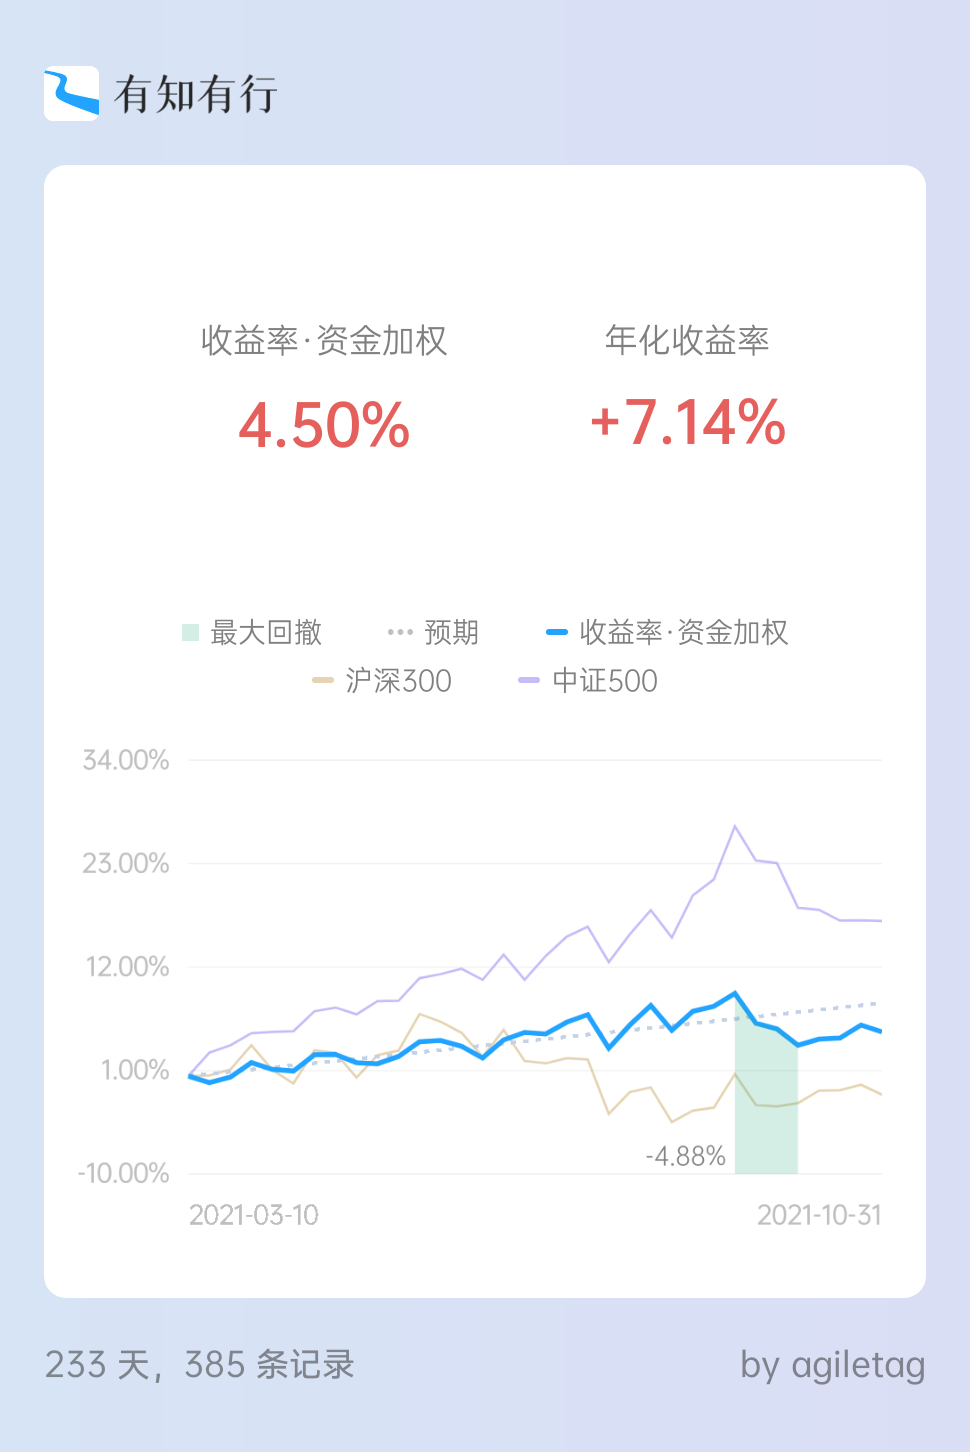 有知有行
收益率·资金加权
年化收益率
4.50%
+7.14%
最大回撤
预期
收益率·资金加权
沪深300
中证500
34.00%
23.00%
12.00%
1.00%
-10.00%
-4.88%
2021-03-10
2021-10-31
233 天，385 条记录
by agiletag